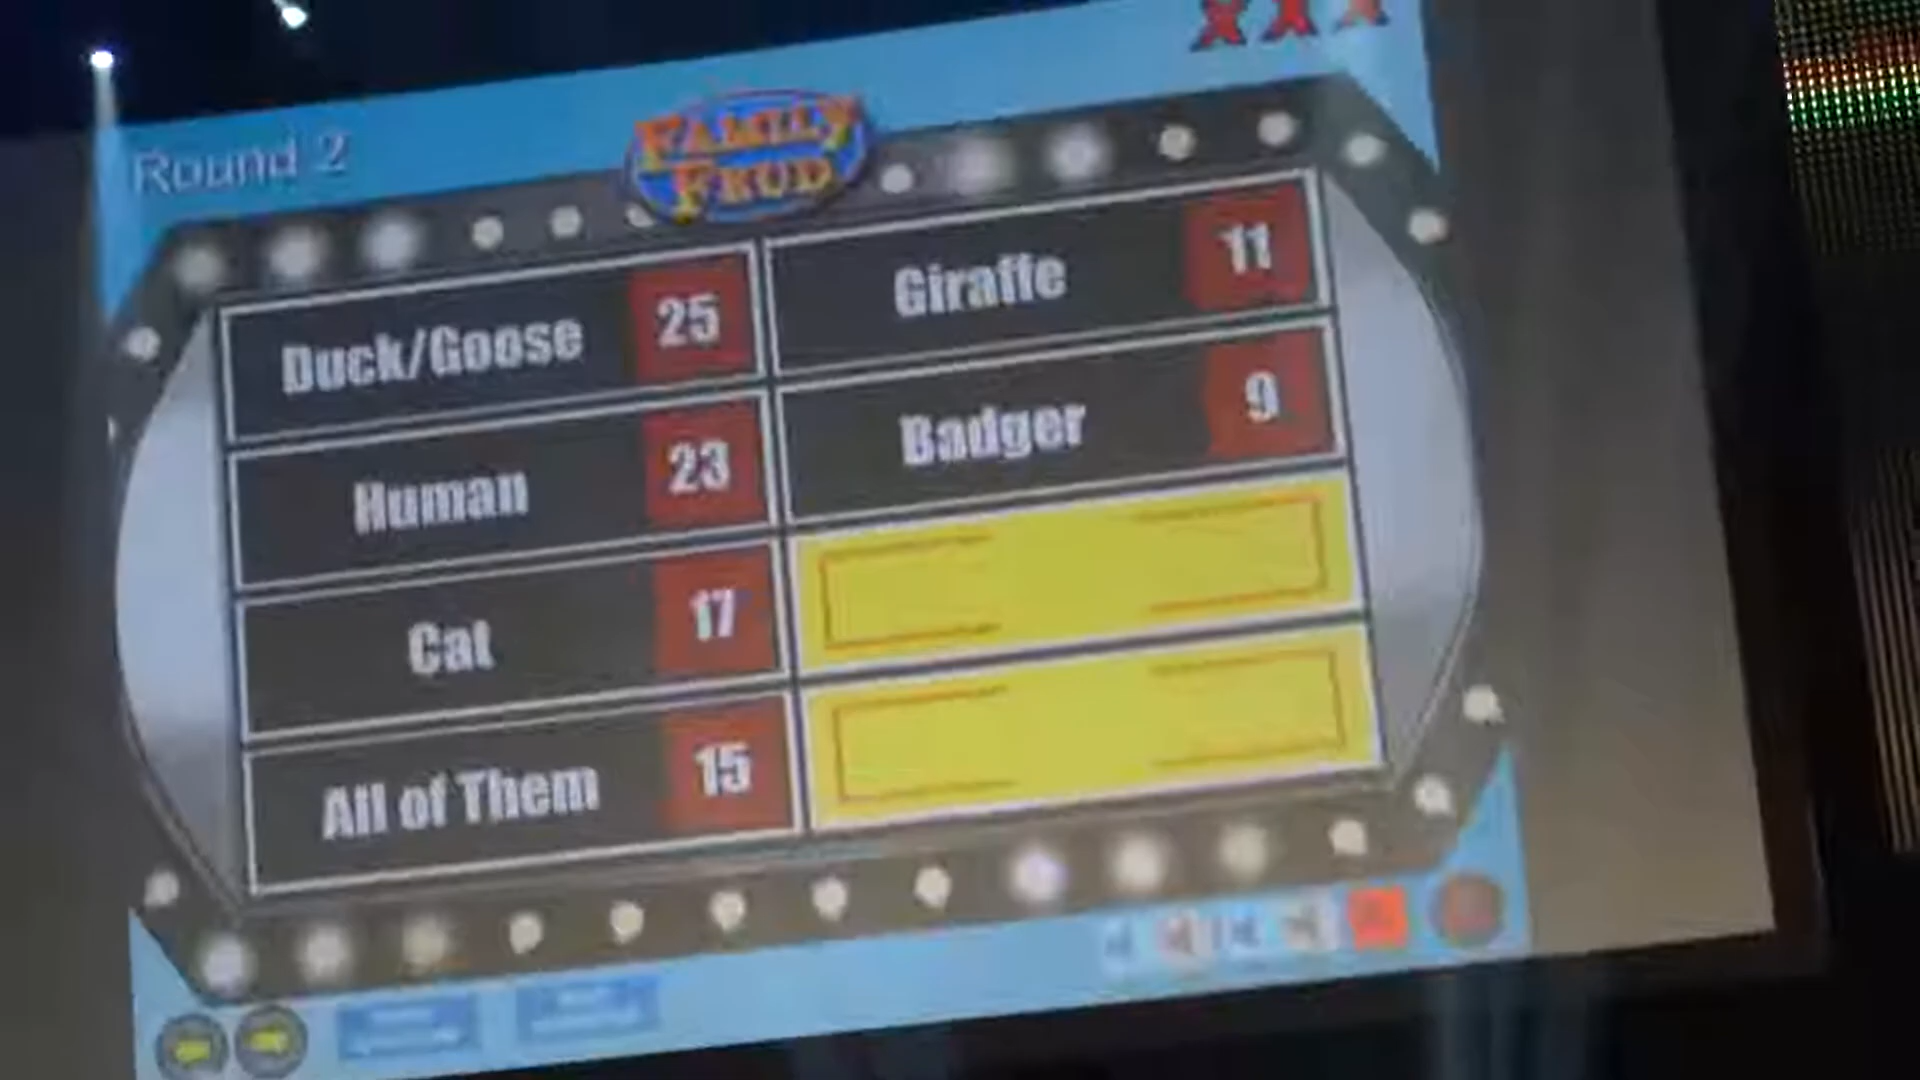 XXX
Round 2
FAMILY
FEUD
Duck/Goose 25
Human 23
Cat 17
All of Them 15
Giraffe 11
Badger 9